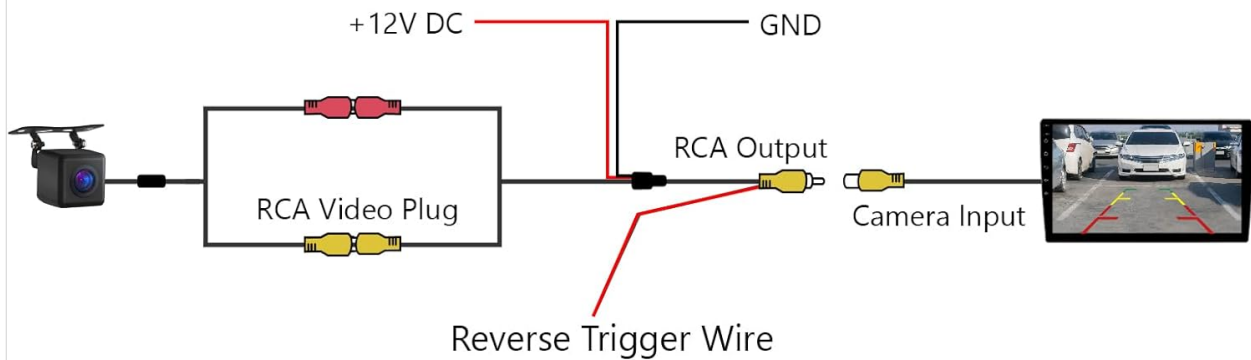 +12V DC
GND
RCA Output
RCA Video Plug
Camera Input
Reverse Trigger Wire